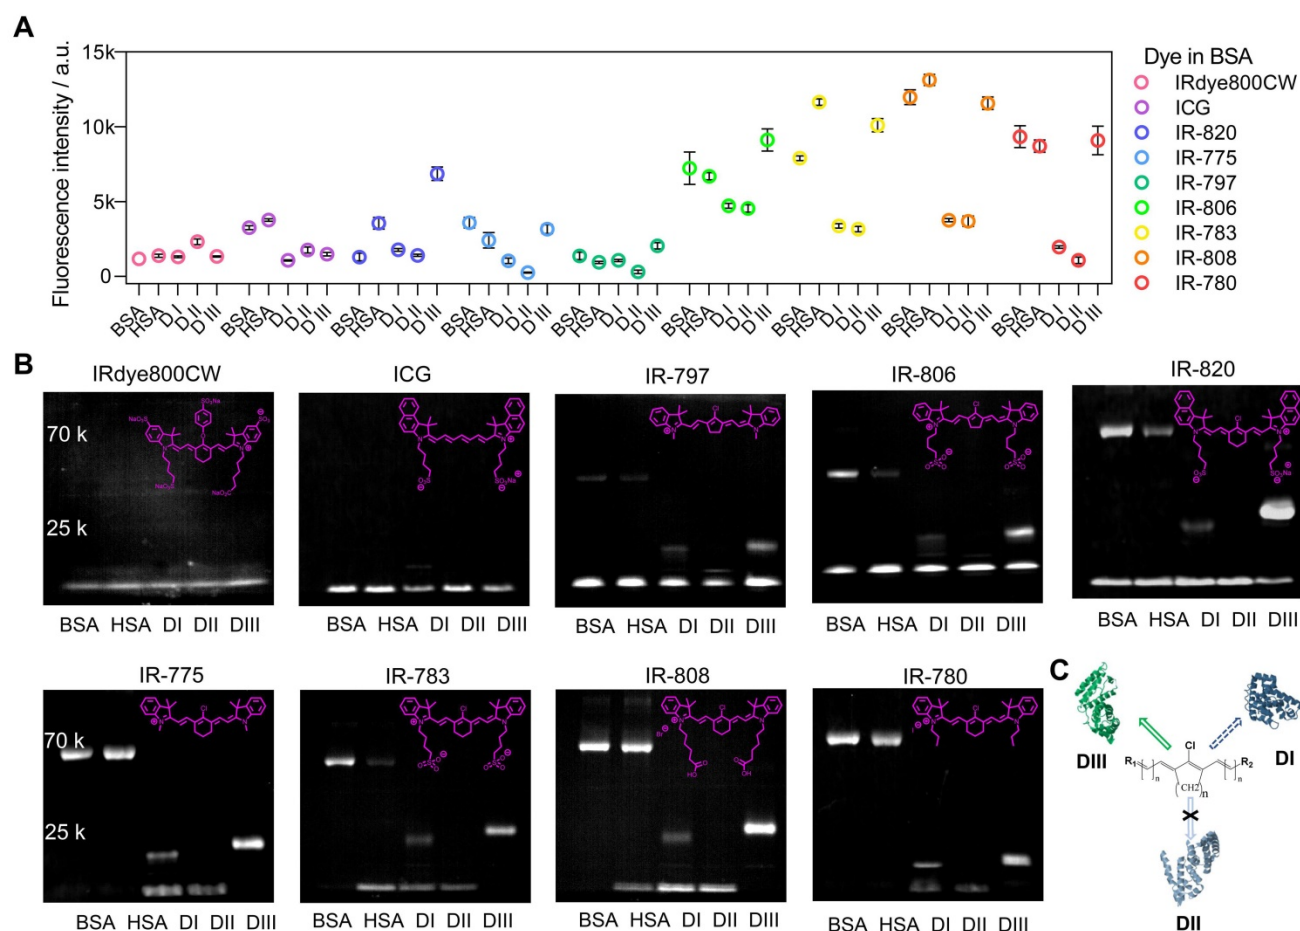 A
Fluorescence intensity / a.u.
15k
10k
5k
0
BSA HSA D I D II D III BSA HSA D I D II D III BSA HSA D I D II D III BSA HSA D I D II D III BSA HSA D I D II D III BSA HSA D I D II D III BSA HSA D I D II D III BSA HSA D I D II D III BSA HSA D I D II D III
Dye in BSA
IRdye800CW
ICG
IR-820
IR-775
IR-797
IR-806
IR-783
IR-808
IR-780
B
IRdye800CW
ICG
IR-797
IR-806
IR-820
70 k
25 k
BSA HSA DI DII DIII
BSA HSA DI DII DIII
BSA HSA DI DII DIII
BSA HSA DI DII DIII
BSA HSA DI DII DIII
IR-775
IR-783
IR-808
IR-780
70 k
25 k
BSA HSA DI DII DIII
BSA HSA DI DII DIII
BSA HSA DI DII DIII
BSA HSA DI DII DIII
C
DIII
DI
Cl
R1
n
(CH2)n
n
R2
DII